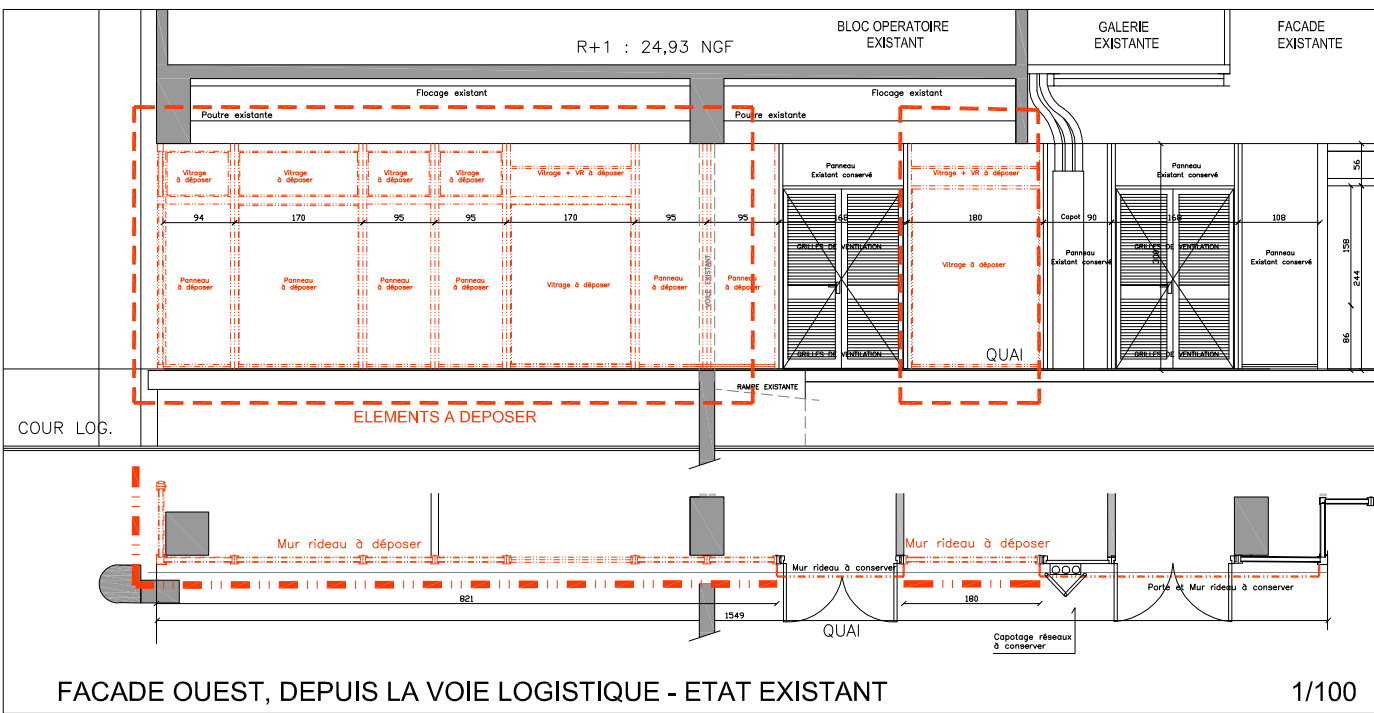 BLOC OPERATOIRE
EXISTANT
GALERIE
EXISTANTE
FACADE
EXISTANTE
R+1 : 24,93 NGF
Flocage existant
Flocage existant
Poutre existante
Poutre existante
Vitrage
à déposer
Vitrage
à déposer
Vitrage
à déposer
Vitrage
à déposer
Vitrage + VR à déposer
Panneau
Existant conservé
Vitrage + VR à déposer
Panneau
Existant conservé
56
94
170
95
95
170
95
95
168
180
Capot
90
168
108
GRILLES DE VENTILATION
GRILLES DE VENTILATION
Panneau
à déposer
Panneau
à déposer
Panneau
à déposer
Panneau
à déposer
Vitrage à déposer
Panneau
à déposer
VOILE EXISTANT
Panneau
à déposer
Vitrage à déposer
Panneau
Existant conservé
300
Panneau
Existant conservé
158
244
86
GRILLES DE VENTILATION
QUAI
GRILLES DE VENTILATION
RAMPE EXISTANTE
ELEMENTS A DEPOSER
COUR LOG.
Mur rideau à déposer
Mur rideau à déposer
Mur rideau à conserver
Porte et Mur rideau à conserver
821
180
1549
QUAI
Capotage réseaux
à conserver
FACADE OUEST, DEPUIS LA VOIE LOGISTIQUE - ETAT EXISTANT
1/100